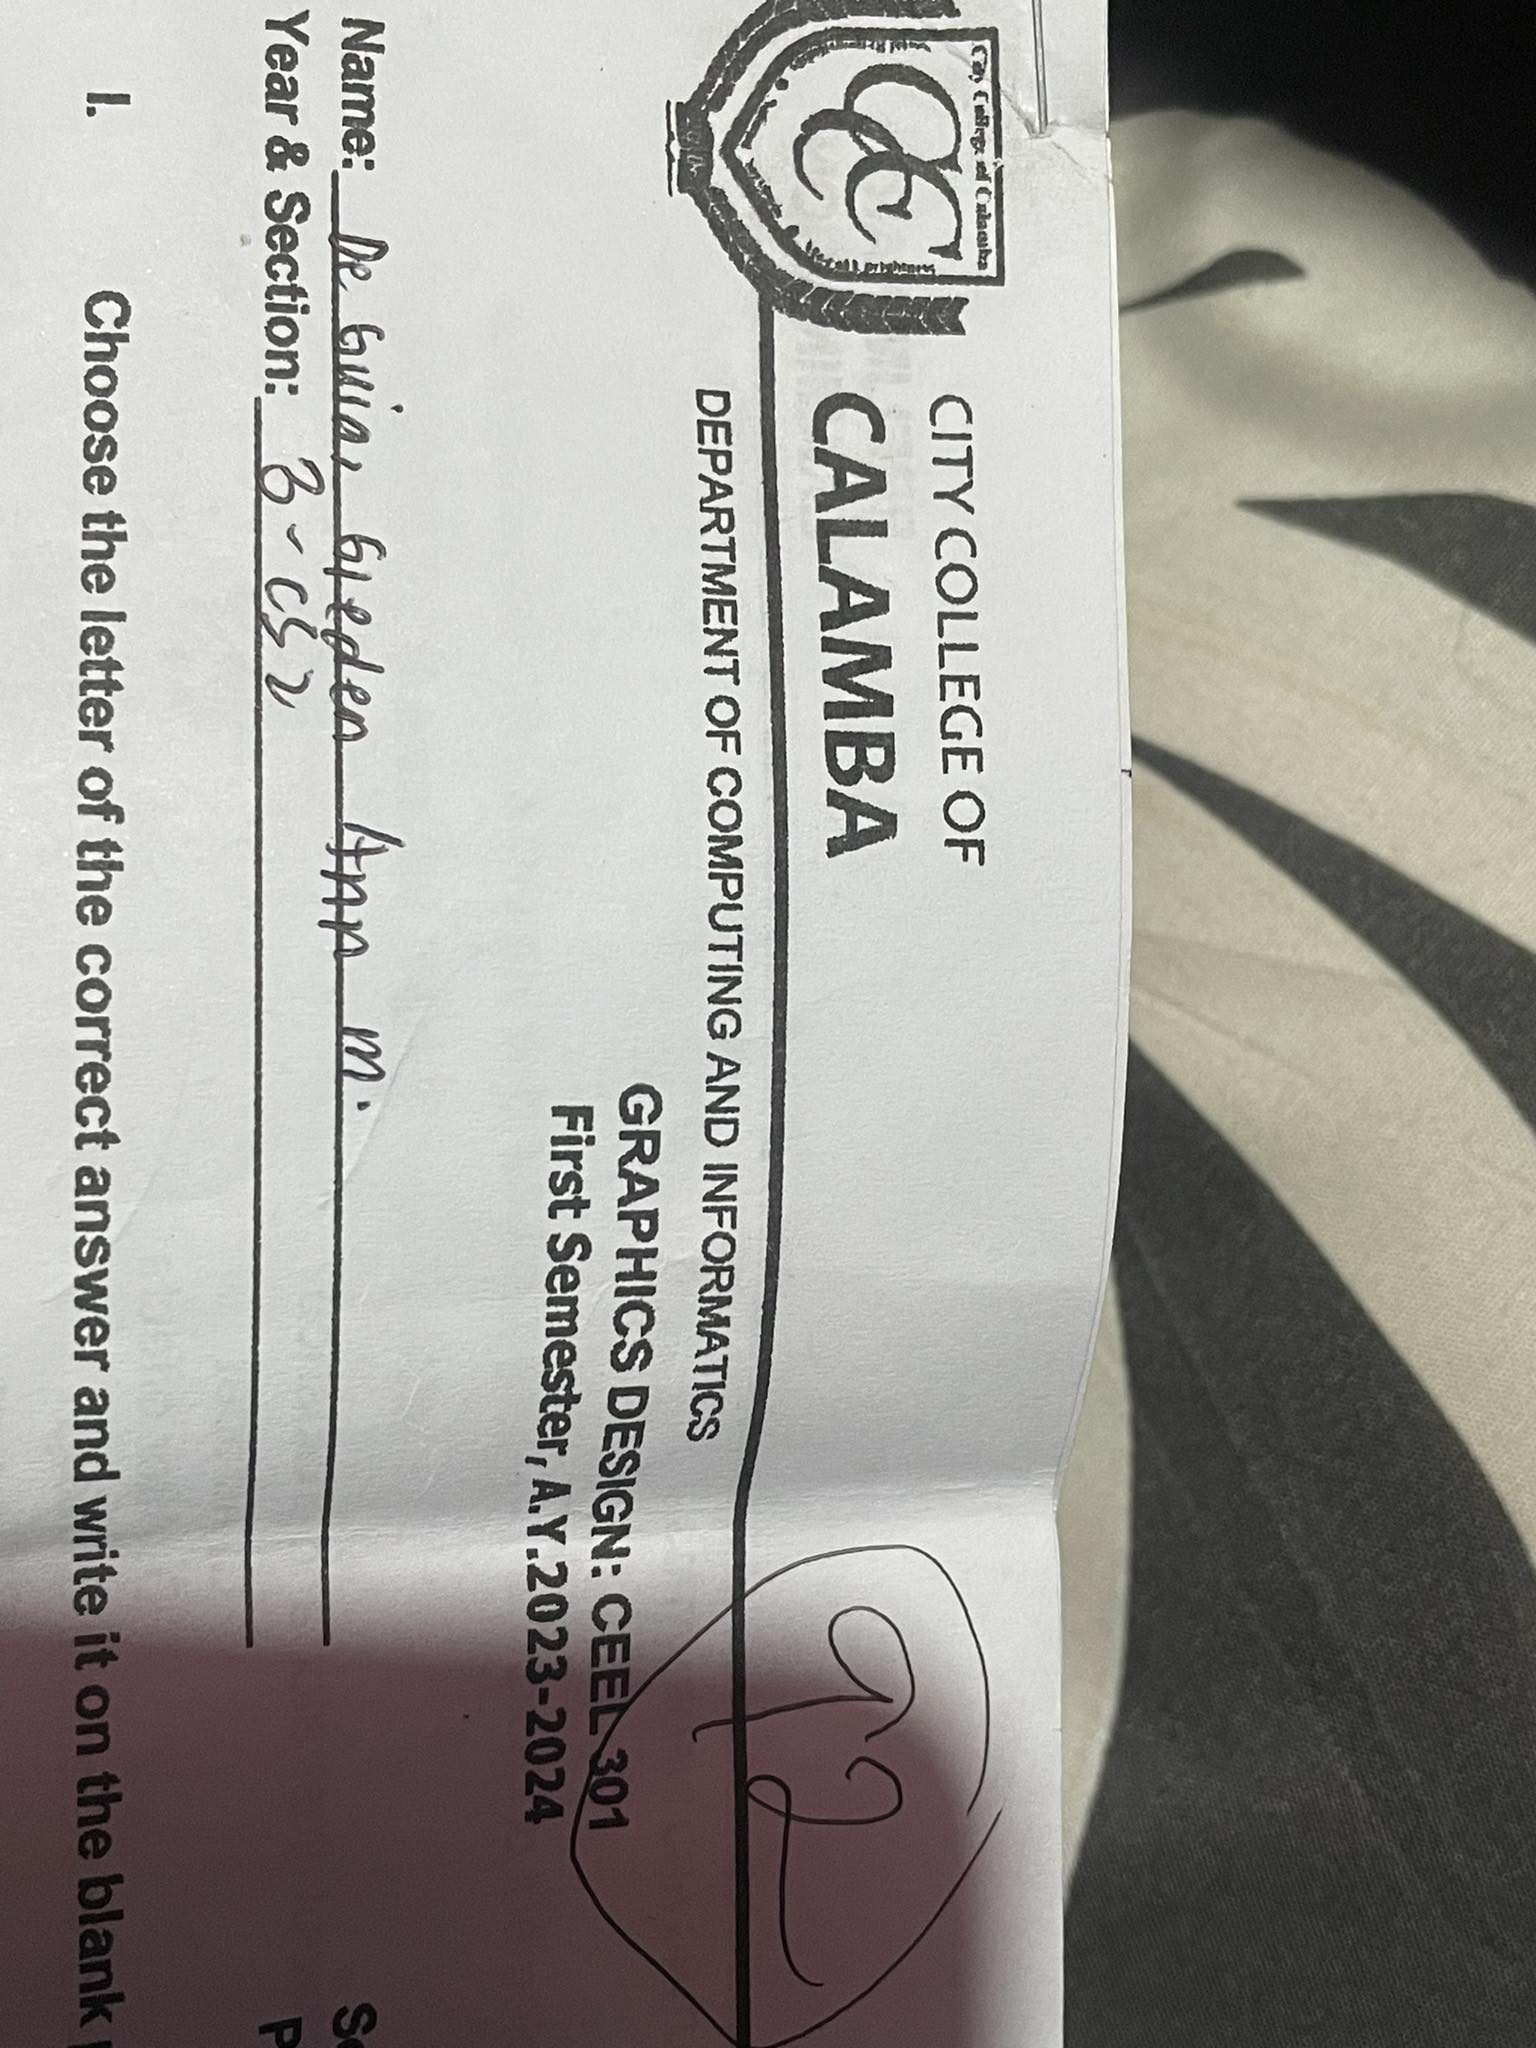 City College of Calamba
CC
CITY COLLEGE OF
CALAMBA
DEPARTMENT OF COMPUTING AND INFORMATICS
92
GRAPHICS DESIGN: CEEL 301
First Semester, A.Y.2023-2024
Name: De Guia, Gleden Ann M.
Year & Section: 3-CS2
I. Choose the letter of the correct answer and write it on the blank